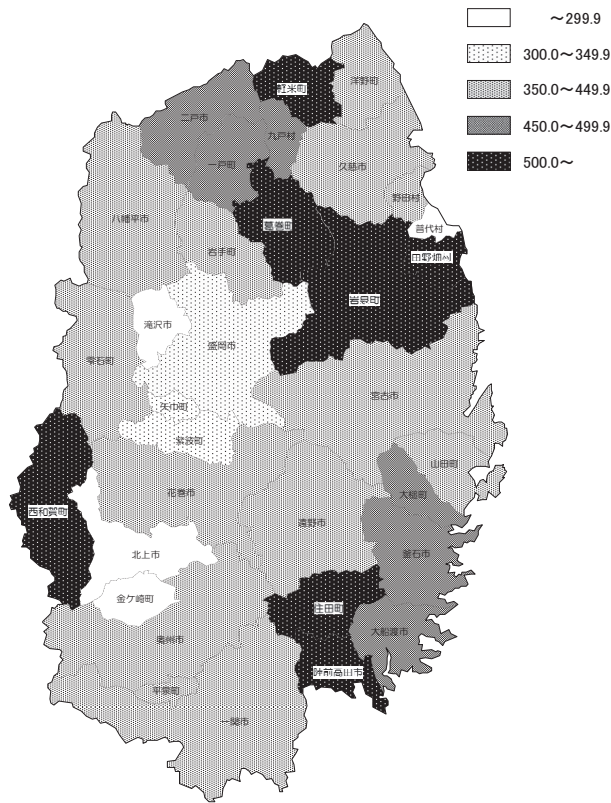 ～299.9
300.0～349.9
350.0～449.9
450.0～499.9
500.0～
軽米町
洋野町
二戸市
九戸村
一戸町
久慈市
野田村
八幡平市
葛巻町
普代村
岩手町
田野畑村
岩泉町
滝沢市
盛岡市
雫石町
宮古市
矢巾町
紫波町
山田町
花巻市
大槌町
西和賀町
遠野市
北上市
釜石市
金ケ崎町
住田町
大船渡市
奥州市
陸前高田市
平泉町
一関市